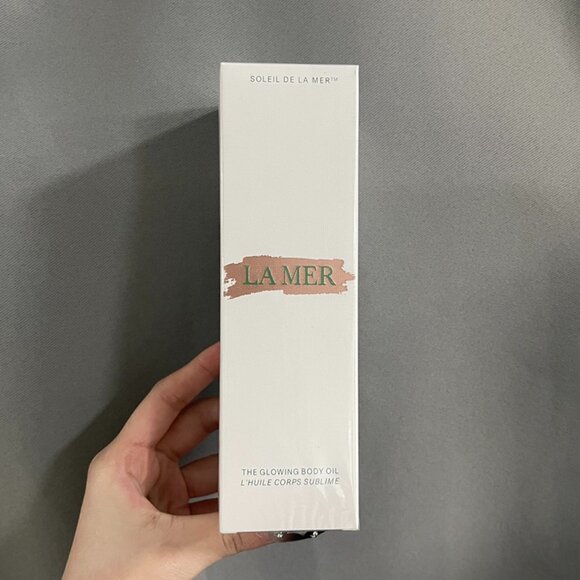 SOLEIL DE LA MER™
LA MER
THE GLOWING BODY OIL
L'HUILE CORPS SUBLIME